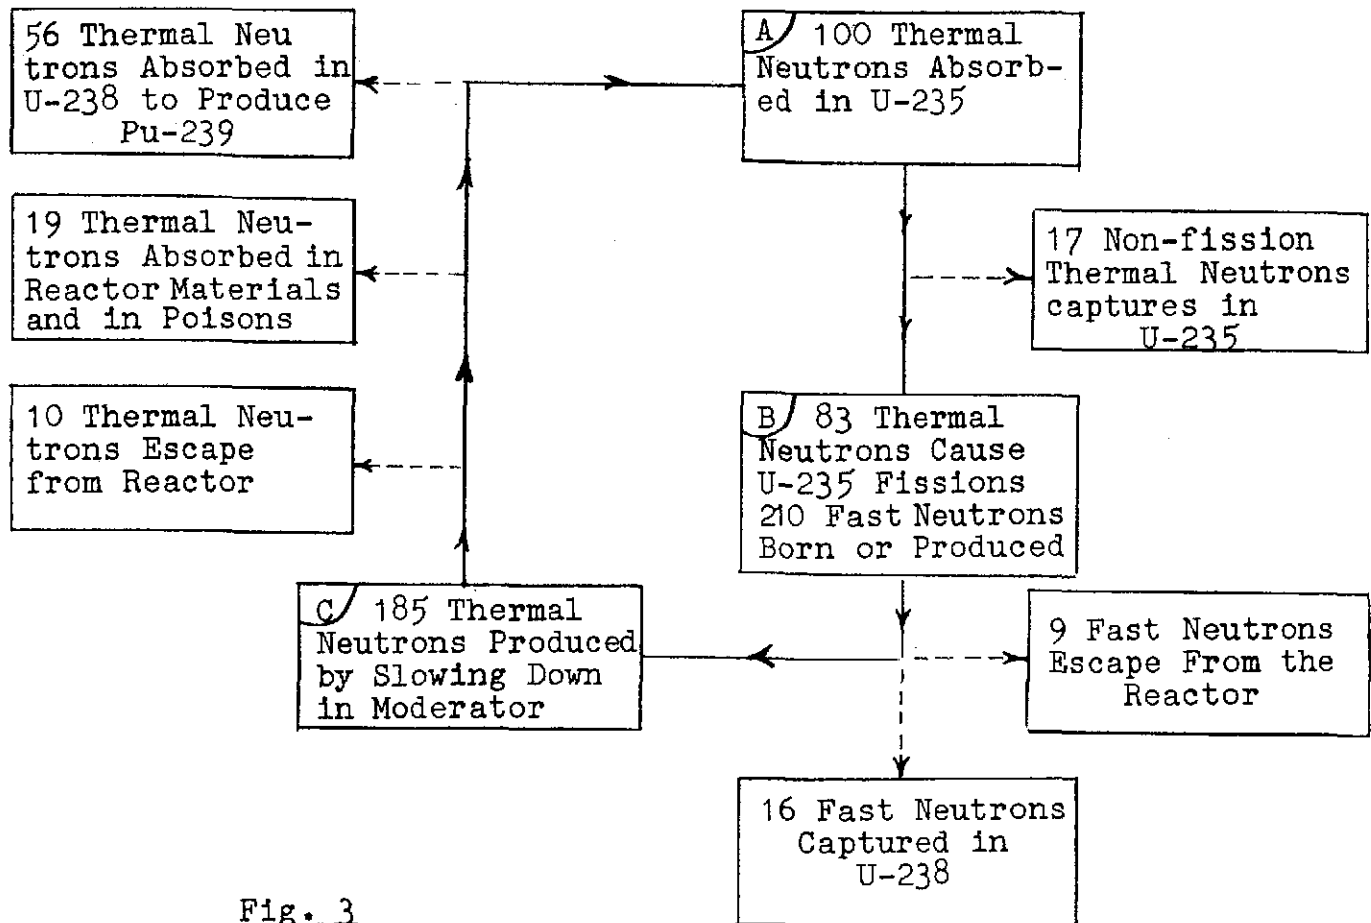 56 Thermal Neu
trons Absorbed in
U-238 to Produce
Pu-239
A 100 Thermal
Neutrons Absorb-
ed in U-235
19 Thermal Neu-
trons Absorbed in
Reactor Materials
and in Poisons
17 Non-fission
Thermal Neutrons
captures in
U-235
10 Thermal Neu-
trons Escape
from Reactor
B 83 Thermal
Neutrons Cause
U-235 Fissions
210 Fast Neutrons
Born or Produced
C 185 Thermal
Neutrons Produced
by Slowing Down
in Moderator
9 Fast Neutrons
Escape From the
Reactor
16 Fast Neutrons
Captured in
U-238
Fig. 3